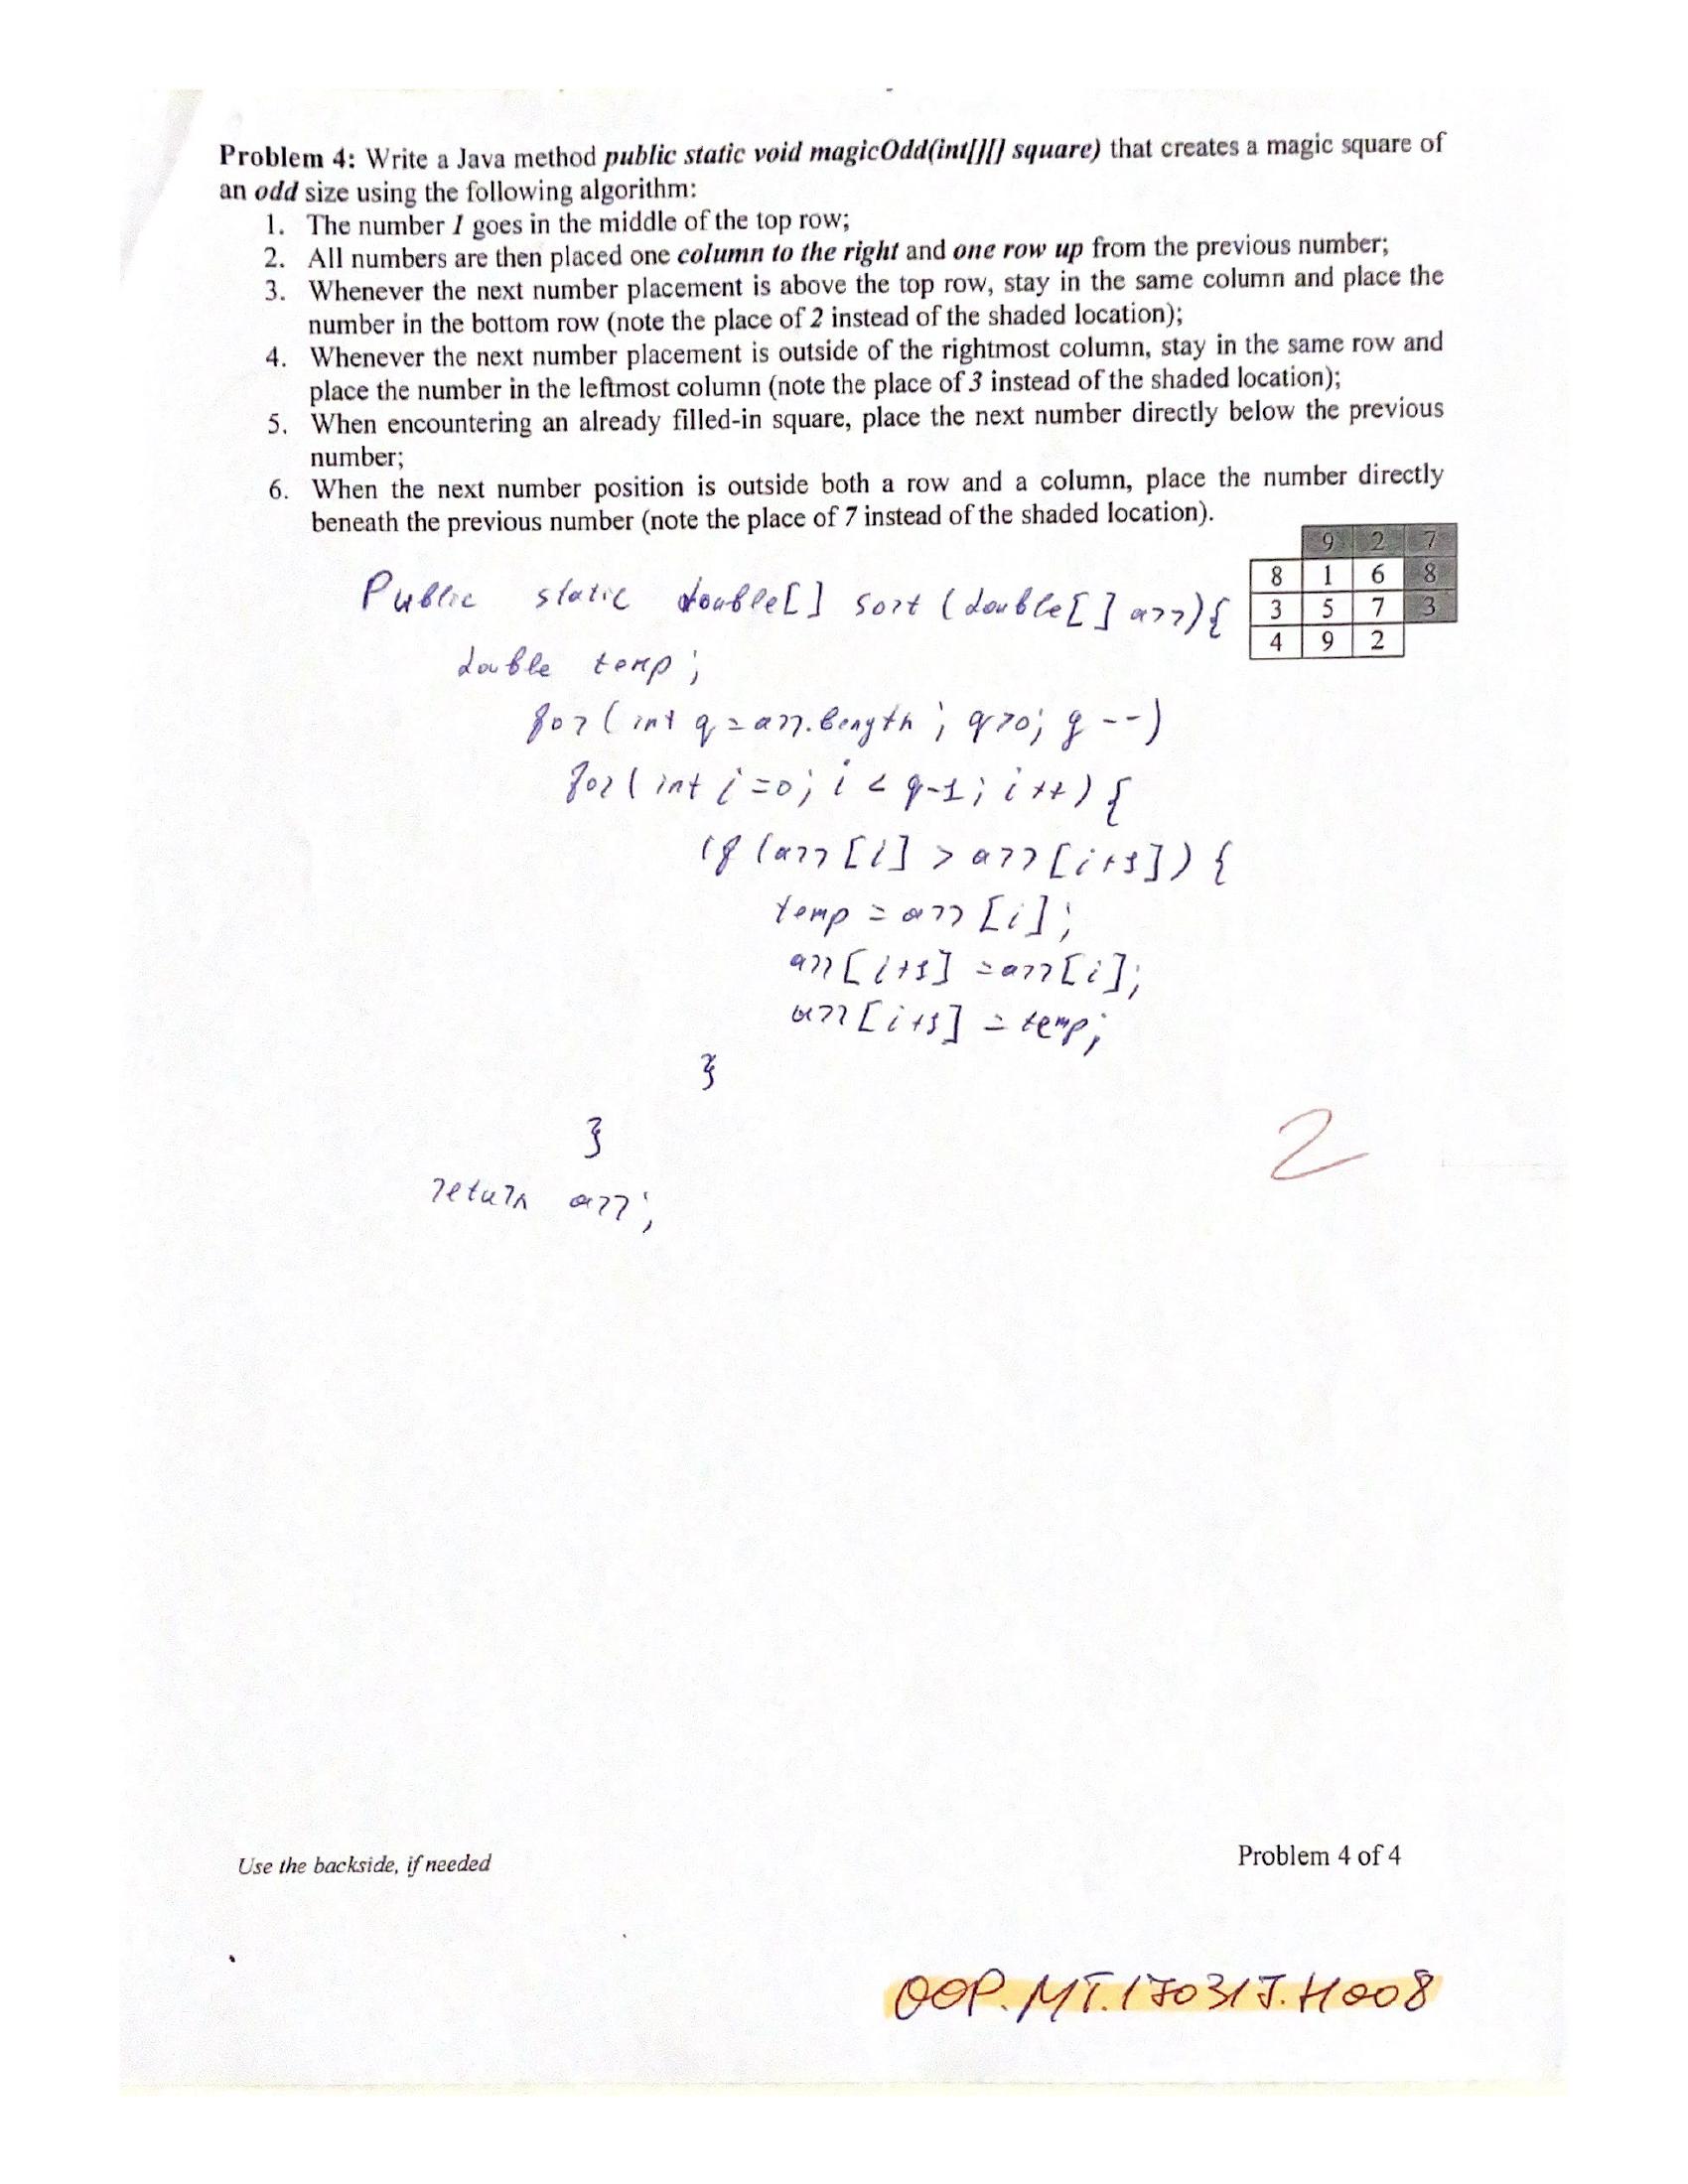 Problem 4: Write a Java method public static void magicOdd(int[][] square) that creates a magic square of
an odd size using the following algorithm:
1. The number 1 goes in the middle of the top row;
2. All numbers are then placed one column to the right and one row up from the previous number;
3. Whenever the next number placement is above the top row, stay in the same column and place the
number in the bottom row (note the place of 2 instead of the shaded location);
4. Whenever the next number placement is outside of the rightmost column, stay in the same row and
place the number in the leftmost column (note the place of 3 instead of the shaded location);
5. When encountering an already filled-in square, place the next number directly below the previous
number;
6. When the next number position is outside both a row and a column, place the number directly
beneath the previous number (note the place of 7 instead of the shaded location).
9 2 7
8 1 6 8
3 5 7 3
4 9 2
Public static double[] sort (double[] arr){
double temp;
for(int q=arr.length; q>0; q--)
for(int i=0; i<q-1; i++){
if(arr[i] > arr[i+1]){
temp = arr[i];
arr[i+1] = arr[i];
arr[i+1] = temp;
}
}
return arr;
2
Use the backside, if needed
Problem 4 of 4
OOP.MT.170317.H008